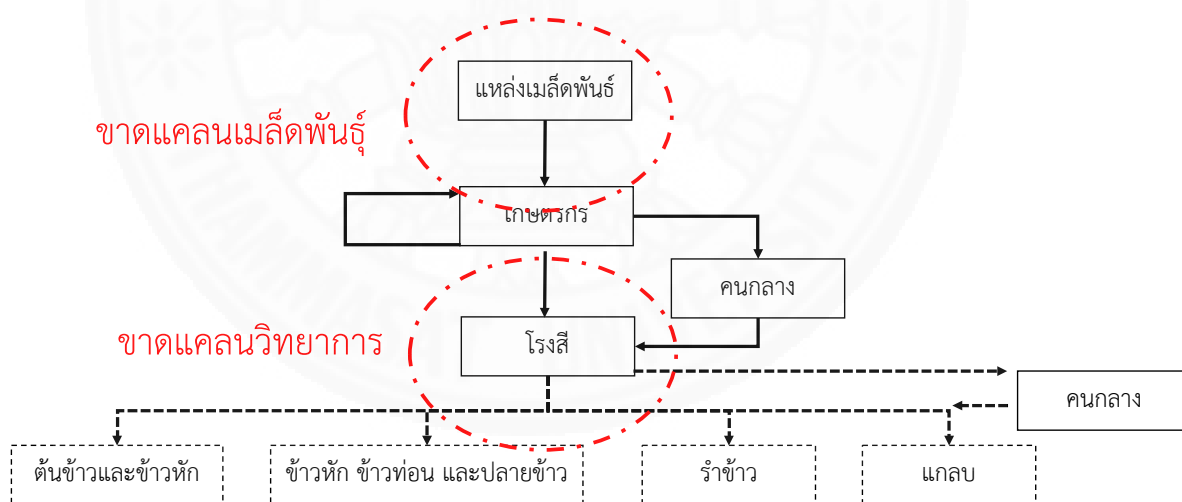 แหล่งเมล็ดพันธ์
ขาดแคลนเมล็ดพันธุ์
เกษตรกร
คนกลาง
ขาดแคลนวิทยาการ
โรงสี
คนกลาง
ต้นข้าวและข้าวหัก
ข้าวหัก ข้าวท่อน และปลายข้าว
รำข้าว
แกลบ